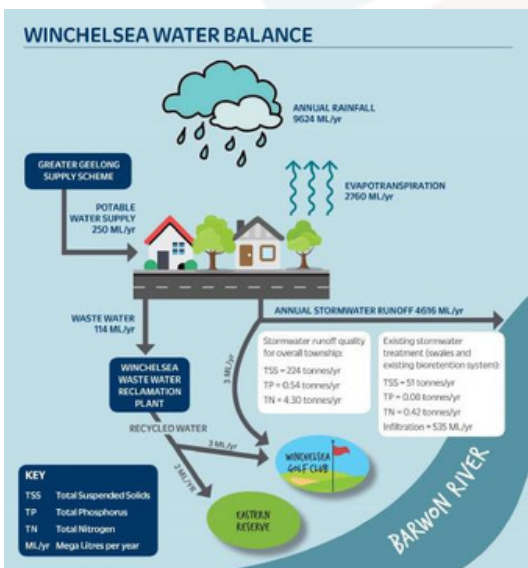 WINCHELSEA WATER BALANCE
ANNUAL RAINFALL
9624 ML/yr
GREATER GEELONG
SUPPLY SCHEME
EVAPOTRANSPIRATION
2760 ML/yr
POTABLE
WATER SUPPLY
250 ML/yr
WASTE WATER
114 ML/yr
ANNUAL STORMWATER RUNOFF 4616 ML/yr
Stormwater runoff quality
for overall township:
TSS = 224 tonnes/yr
TP = 0.54 tonnes/yr
TN = 4.30 tonnes/yr
Existing stormwater
treatment (swales and
existing bioretention system):
TSS = 51 tonnes/yr
TP = 0.08 tonnes/yr
TN = 0.42 tonnes/yr
Infiltration = 535 ML/yr
3 ML/yr
WINCHELSEA
WASTE WATER
RECLAMATION
PLANT
RECYCLED WATER
2 ML/yr
2 ML/YR
WINCHELSEA
GOLF CLUB
EASTERN
RESERVE
BARWON RIVER
KEY
TSS Total Suspended Solids
TP Total Phosphorus
TN Total Nitrogen
ML/yr Mega Litres per year